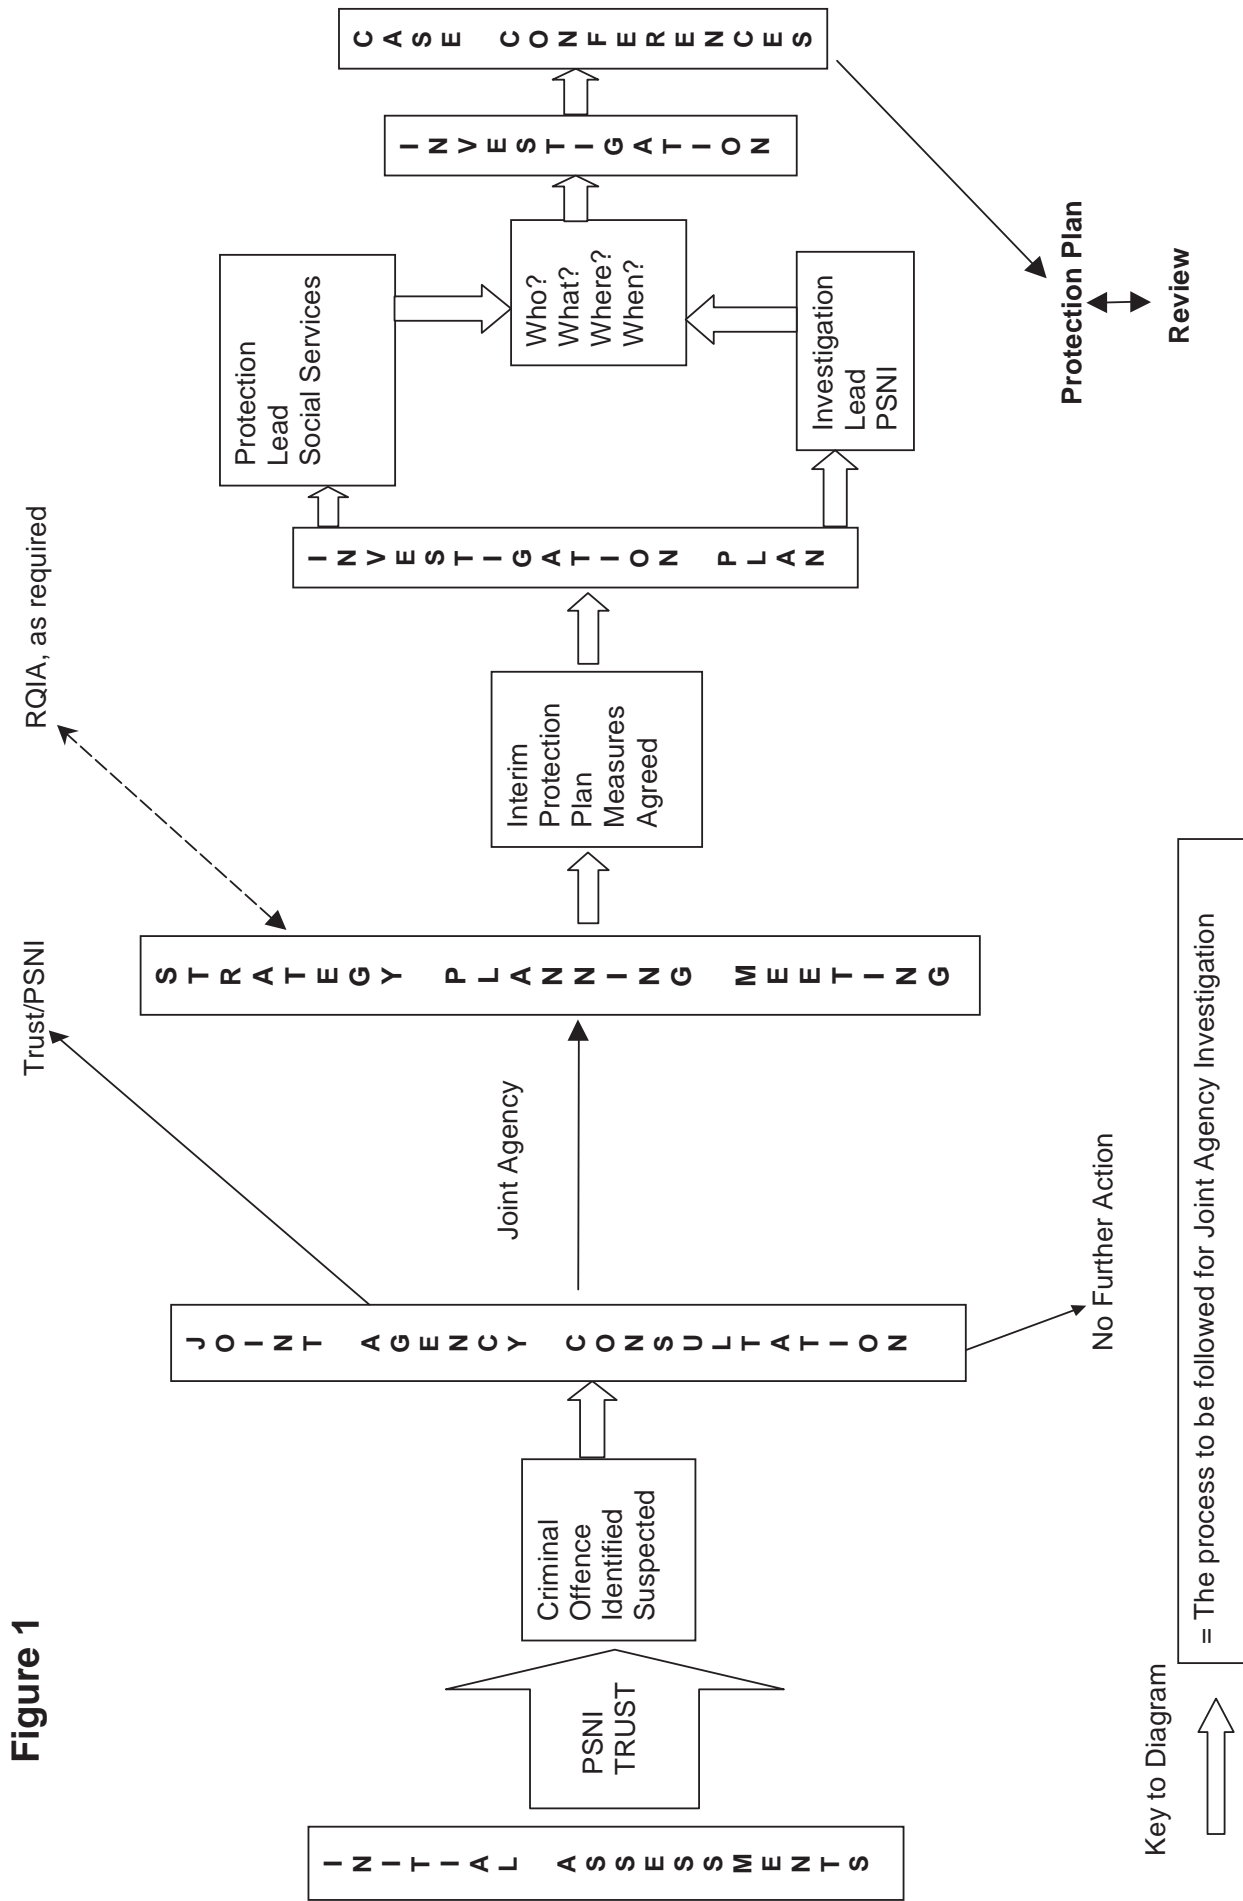 Figure 1
INITIAL ASSESSMENTS
PSNI
TRUST
Criminal
Offence
Identified
Suspected
JOINT AGENCY CONSULTATION
Trust/PSNI
Joint Agency
No Further Action
STRATEGY PLANNING MEETING
RQIA, as required
Interim
Protection
Plan
Measures
Agreed
INVESTIGATION PLAN
Protection
Lead
Social Services
Investigation
Lead
PSNI
Who?
What?
Where?
When?
INVESTIGATION
CASE CONFERENCES
Protection Plan
Review
Key to Diagram
= The process to be followed for Joint Agency Investigation